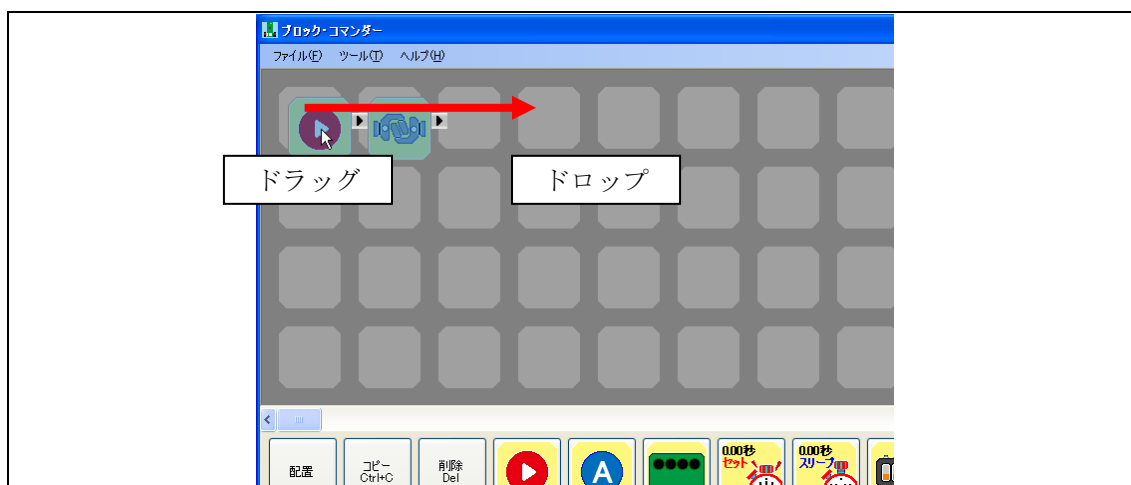 ブロック・コマンダー
ファイル(F) ツール(T) ヘルプ(H)
ドラッグ ドロップ
配置
コピー
Ctrl+C
削除
Del
A
0.00秒
セット
0.00秒
スリープ